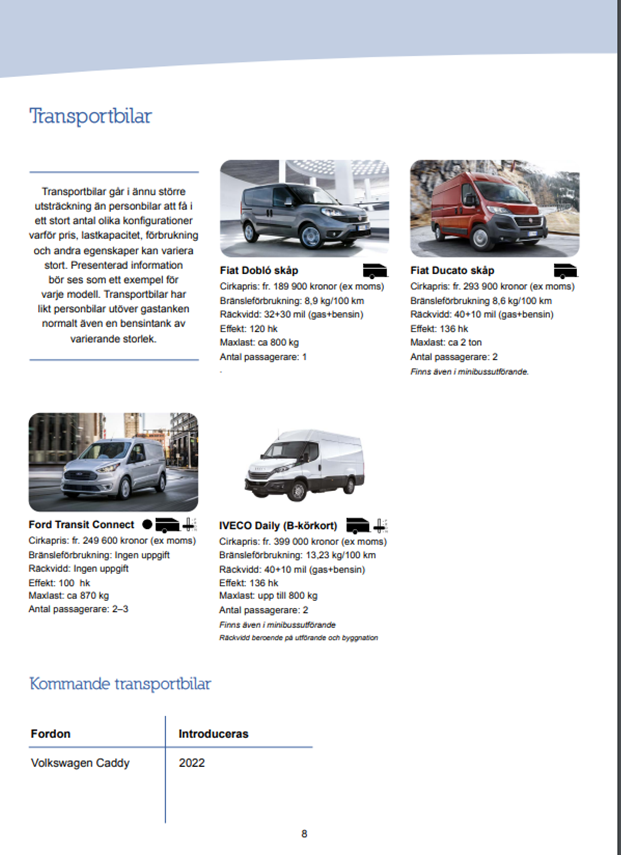 Transportbilar
Transportbilar går i ännu större
utsträckning än personbilar att få i
ett stort antal olika konfigurationer
varför pris, lastkapacitet, förbrukning
och andra egenskaper kan variera
stort. Presenterad information
bör ses som ett exempel för
varje modell. Transportbilar har
likt personbilar utöver gastanken
normalt även en bensintank av
varierande storlek.
Fiat Dobló skåp
Cirkapris: fr. 189 900 kronor (ex moms)
Bränsleförbrukning: 8,9 kg/100 km
Räckvidd: 32+30 mil (gas+bensin)
Effekt: 120 hk
Maxlast: ca 800 kg
Antal passagerare: 1
.
Fiat Ducato skåp
Cirkapris: fr. 293 900 kronor (ex moms)
Bränsleförbrukning 8,6 kg/100 km
Räckvidd: 40+10 mil (gas+bensin)
Effekt: 136 hk
Maxlast: ca 2 ton
Antal passagerare: 2
Finns även i minibussutförande.
Ford Transit Connect
Cirkapris: fr. 249 600 kronor (ex moms)
Bränsleförbrukning: Ingen uppgift
Räckvidd: Ingen uppgift
Effekt: 100 hk
Maxlast: ca 870 kg
Antal passagerare: 2–3
IVECO Daily (B-körkort)
Cirkapris: fr. 399 000 kronor (ex moms)
Bränsleförbrukning: 13,23 kg/100 km
Räckvidd: 40+10 mil (gas+bensin)
Effekt: 136 hk
Maxlast: upp till 800 kg
Antal passagerare: 2
Finns även i minibussutförande
Räckvidd beroende på utförande och byggnation
Kommande transportbilar
Fordon Introduceras
Volkswagen Caddy 2022
8